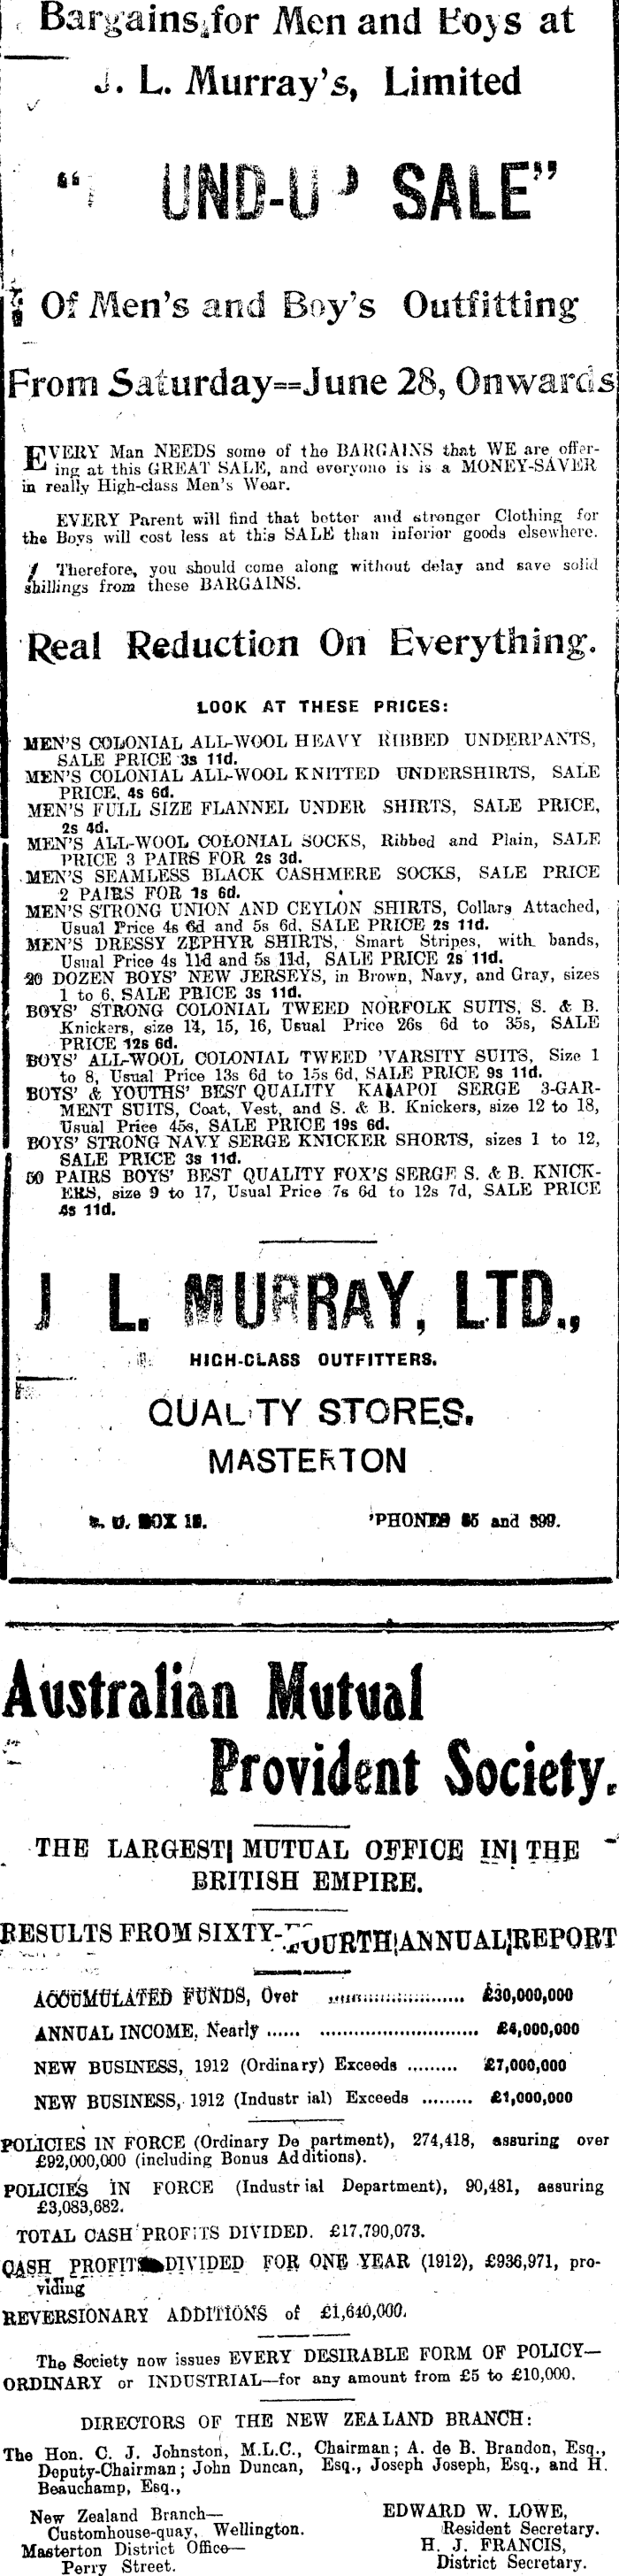 Bargains for Men and Boys at
J. L. Murray's, Limited
" UND-UP SALE"
Of Men's and Boy's Outfitting
From Saturday--June 28, Onwards
EVERY Man NEEDS some of the BARGAINS that WE are offer-
ing at this GREAT SALE, and everyone is is a MONEY-SAVER
in really High-class Men's Wear.
EVERY Parent will find that better and stronger Clothing for
the Boys will cost less at this SALE than inferior goods elsewhere.
Therefore, you should come along without delay and save solid
shillings from these BARGAINS.
Real Reduction On Everything.
LOOK AT THESE PRICES:
MEN'S COLONIAL ALL-WOOL HEAVY RIBBED UNDERPANTS,
SALE PRICE 3s 11d.
MEN'S COLONIAL ALL-WOOL KNITTED UNDERSHIRTS, SALE
PRICE, 4s 6d.
MEN'S FULL SIZE FLANNEL UNDER SHIRTS, SALE PRICE,
2s 4d.
MEN'S ALL-WOOL COLONIAL SOCKS, Ribbed and Plain, SALE
PRICE 3 PAIRS FOR 2s 3d.
MEN'S SEAMLESS BLACK CASHMERE SOCKS, SALE PRICE
2 PAIRS FOR 1s 6d.
MEN'S STRONG UNION AND CEYLON SHIRTS, Collars Attached,
Usual Price 4s 6d and 5s 6d, SALE PRICE 2s 11d.
MEN'S DRESSY ZEPHYR SHIRTS, Smart Stripes, with bands,
Usual Price 4s 11d and 5s 11d, SALE PRICE 2s 11d.
20 DOZEN BOYS' NEW JERSEYS, in Brown, Navy, and Gray, sizes
1 to 6, SALE PRICE 3s 11d.
BOYS' STRONG COLONIAL TWEED NORFOLK SUITS, S. & B.
Knickers, size 14, 15, 16, Usual Price 26s 6d to 35s, SALE
PRICE 12s 6d.
BOYS' ALL-WOOL COLONIAL TWEED 'VARSITY SUITS, Size 1
to 8, Usual Price 13s 6d to 15s 6d, SALE PRICE 9s 11d.
BOYS' & YOUTHS' BEST QUALITY KAIAPOI SERGE 3-GAR-
MENT SUITS, Coat, Vest, and S. & B. Knickers, size 12 to 18,
Usual Price 45s, SALE PRICE 19s 6d.
BOYS' STRONG NAVY SERGE KNICKER SHORTS, sizes 1 to 12,
SALE PRICE 3s 11d.
50 PAIRS BOYS' BEST QUALITY FOX'S SERGE S. & B. KNICK-
ERS, size 9 to 17, Usual Price 7s 6d to 12s 7d, SALE PRICE
4s 11d.
J L. MURRAY, LTD.,
HIGH-CLASS OUTFITTERS.
QUALITY STORES.
MASTERTON
BOX 'PHONES and
Australian Mutual
Provident Society.
THE LARGEST MUTUAL OFFICE IN THE
BRITISH EMPIRE.
RESULTS FROM SIXTY-FOURTH ANNUAL REPORT
ACCUMULATED FUNDS, Over ........................ £30,000,000
ANNUAL INCOME, Nearly ...... ............................ £4,000,000
NEW BUSINESS, 1912 (Ordinary) Exceeds ......... £7,000,000
NEW BUSINESS, 1912 (Industr ial) Exceeds ......... £1,000,000
POLICIES IN FORCE (Ordinary De partment), 274,418, assuring over
£92,000,000 (including Bonus Ad ditions).
POLICIES IN FORCE (Industr ial Department), 90,481, assuring
£3,083,682.
TOTAL CASH PROFITS DIVIDED. £17,790,073.
CASH PROFITS DIVIDED FOR ONE YEAR (1912), £936,971, pro-
viding
REVERSIONARY ADDITIONS of £1,640,000.
The Society now issues EVERY DESIRABLE FORM OF POLICY—
ORDINARY or INDUSTRIAL—for any amount from £5 to £10,000.
DIRECTORS OF THE NEW ZEALAND BRANCH:
The Hon. C. J. Johnston, M.L.C., Chairman; A. de B. Brandon, Esq.,
Deputy-Chairman; John Duncan, Esq., Joseph Joseph, Esq., and H.
Beauchamp, Esq.,
New Zealand Branch—
Customhouse-quay, Wellington.
Masterton District Office—
Perry Street.
EDWARD W. LOWE,
Resident Secretary.
H. J. FRANCIS,
District Secretary.